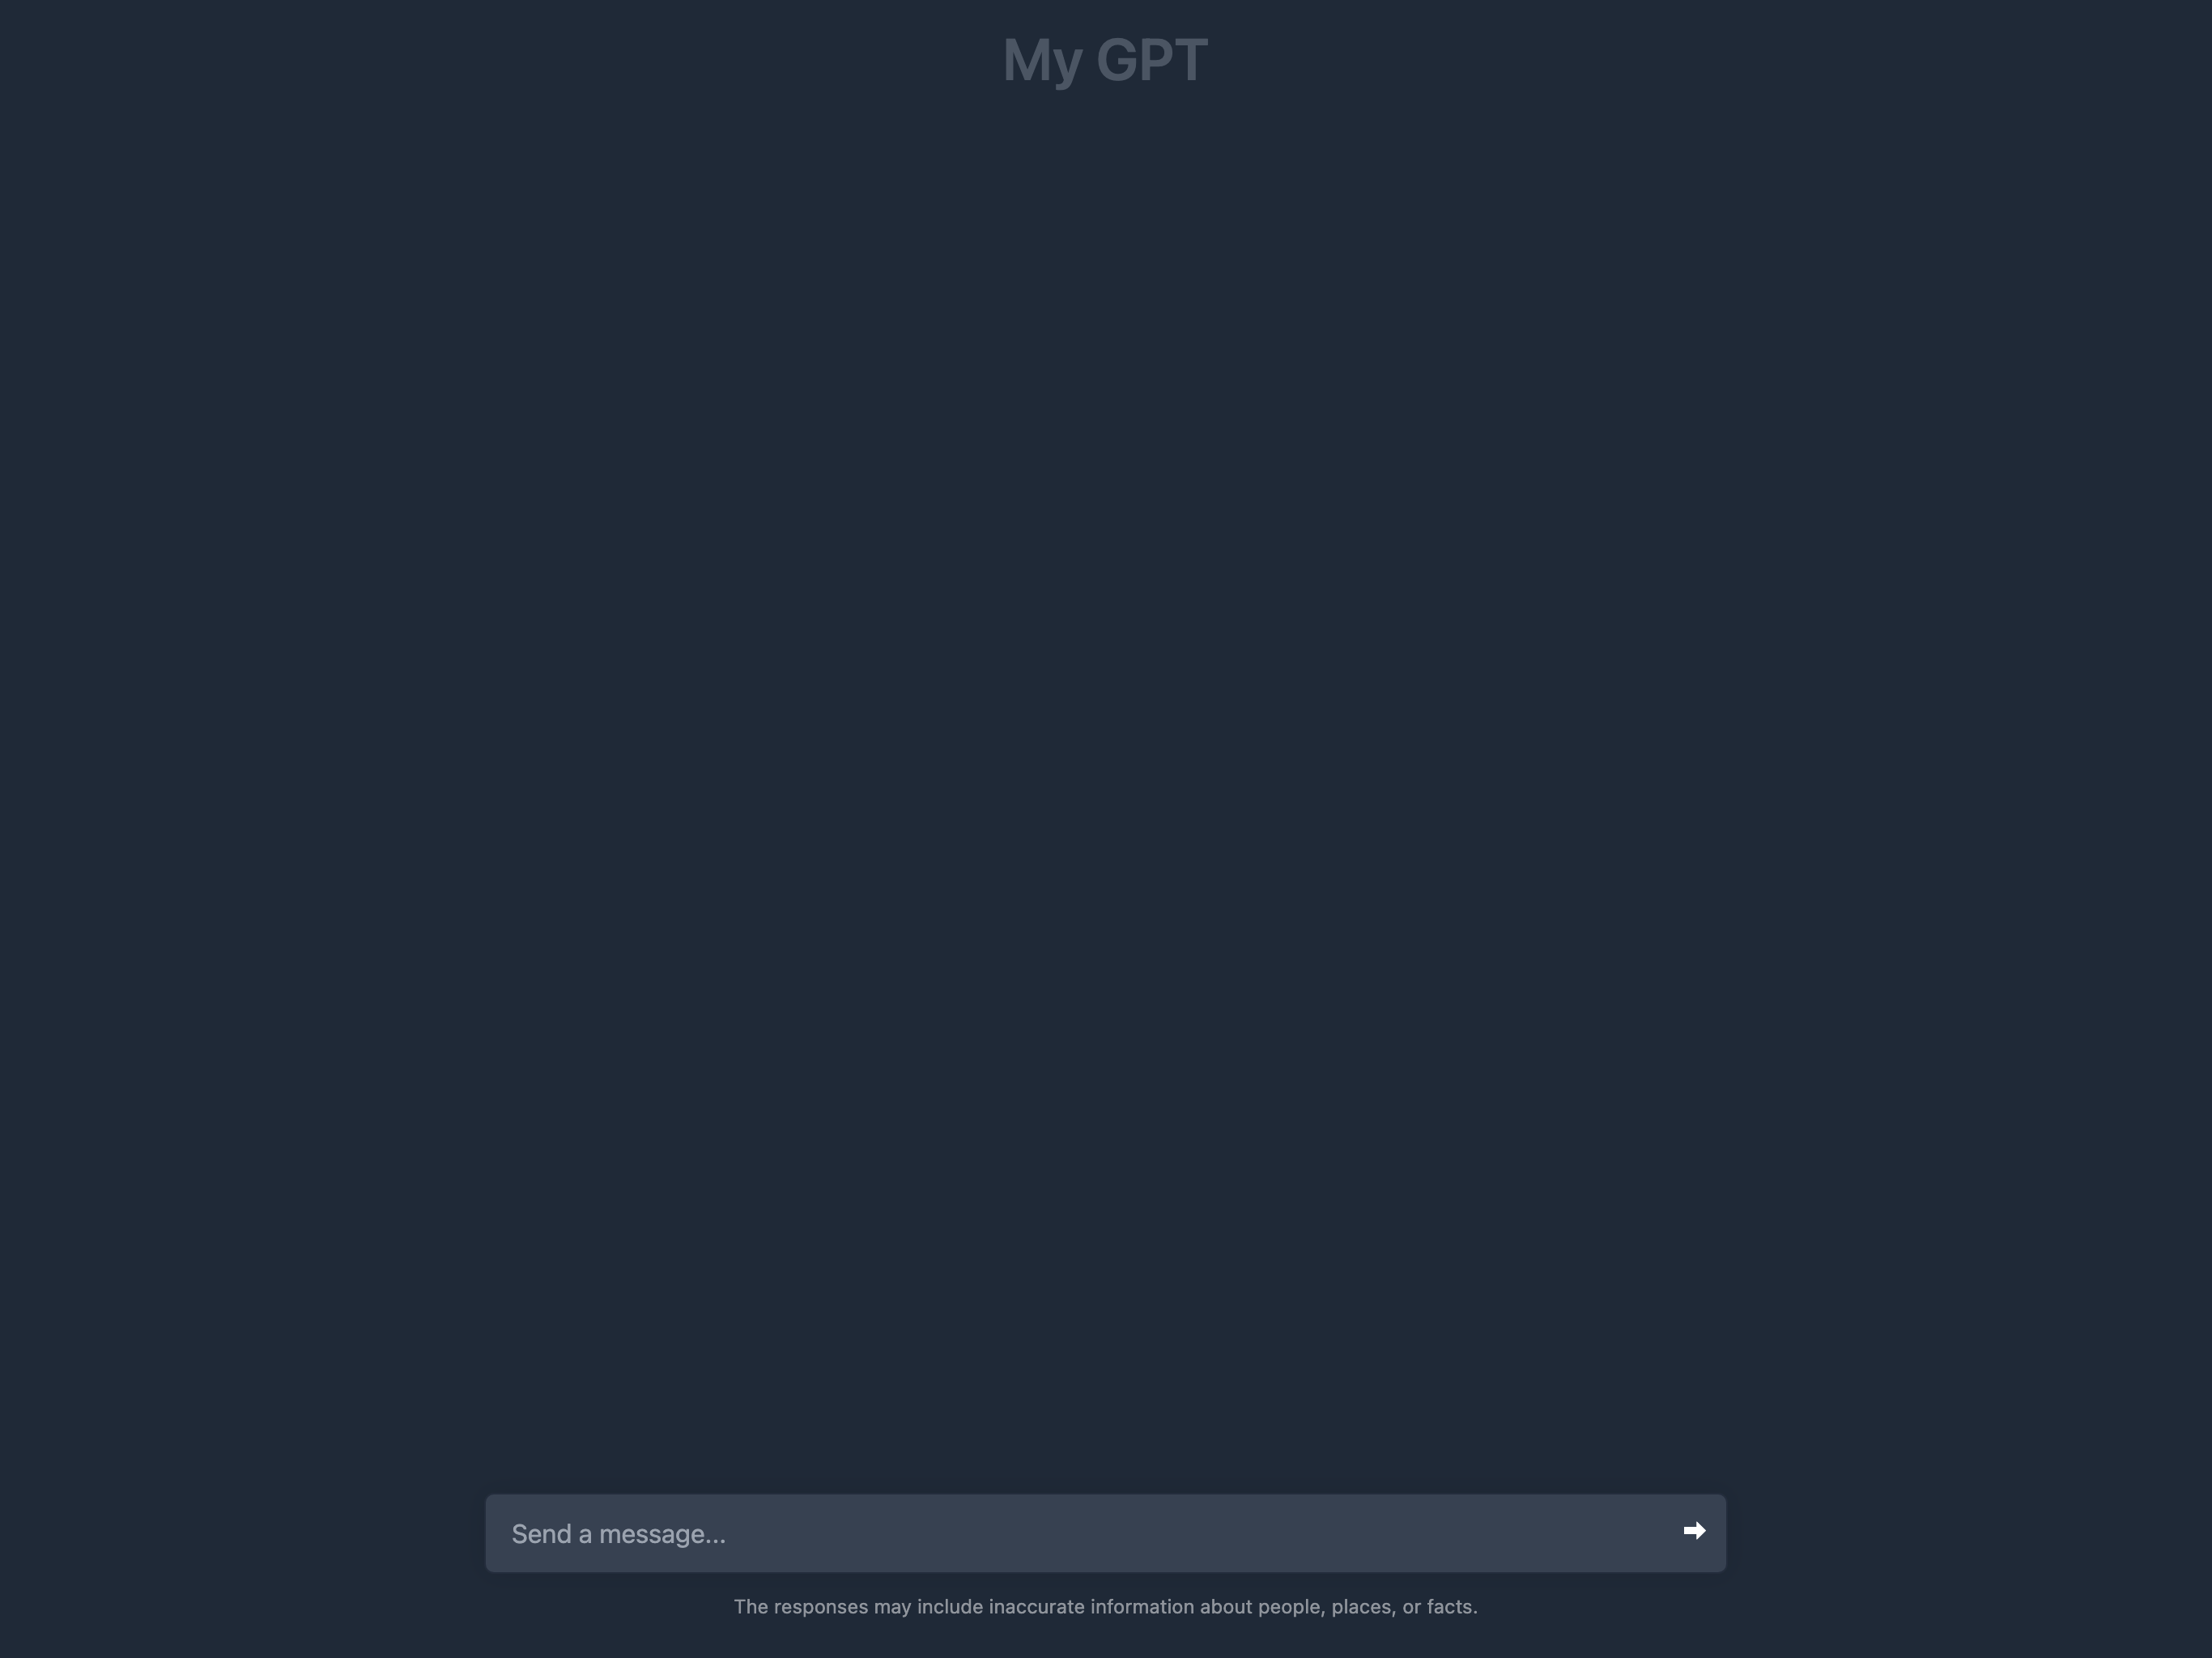 My GPT
Send a message...
The responses may include inaccurate information about people, places, or facts.